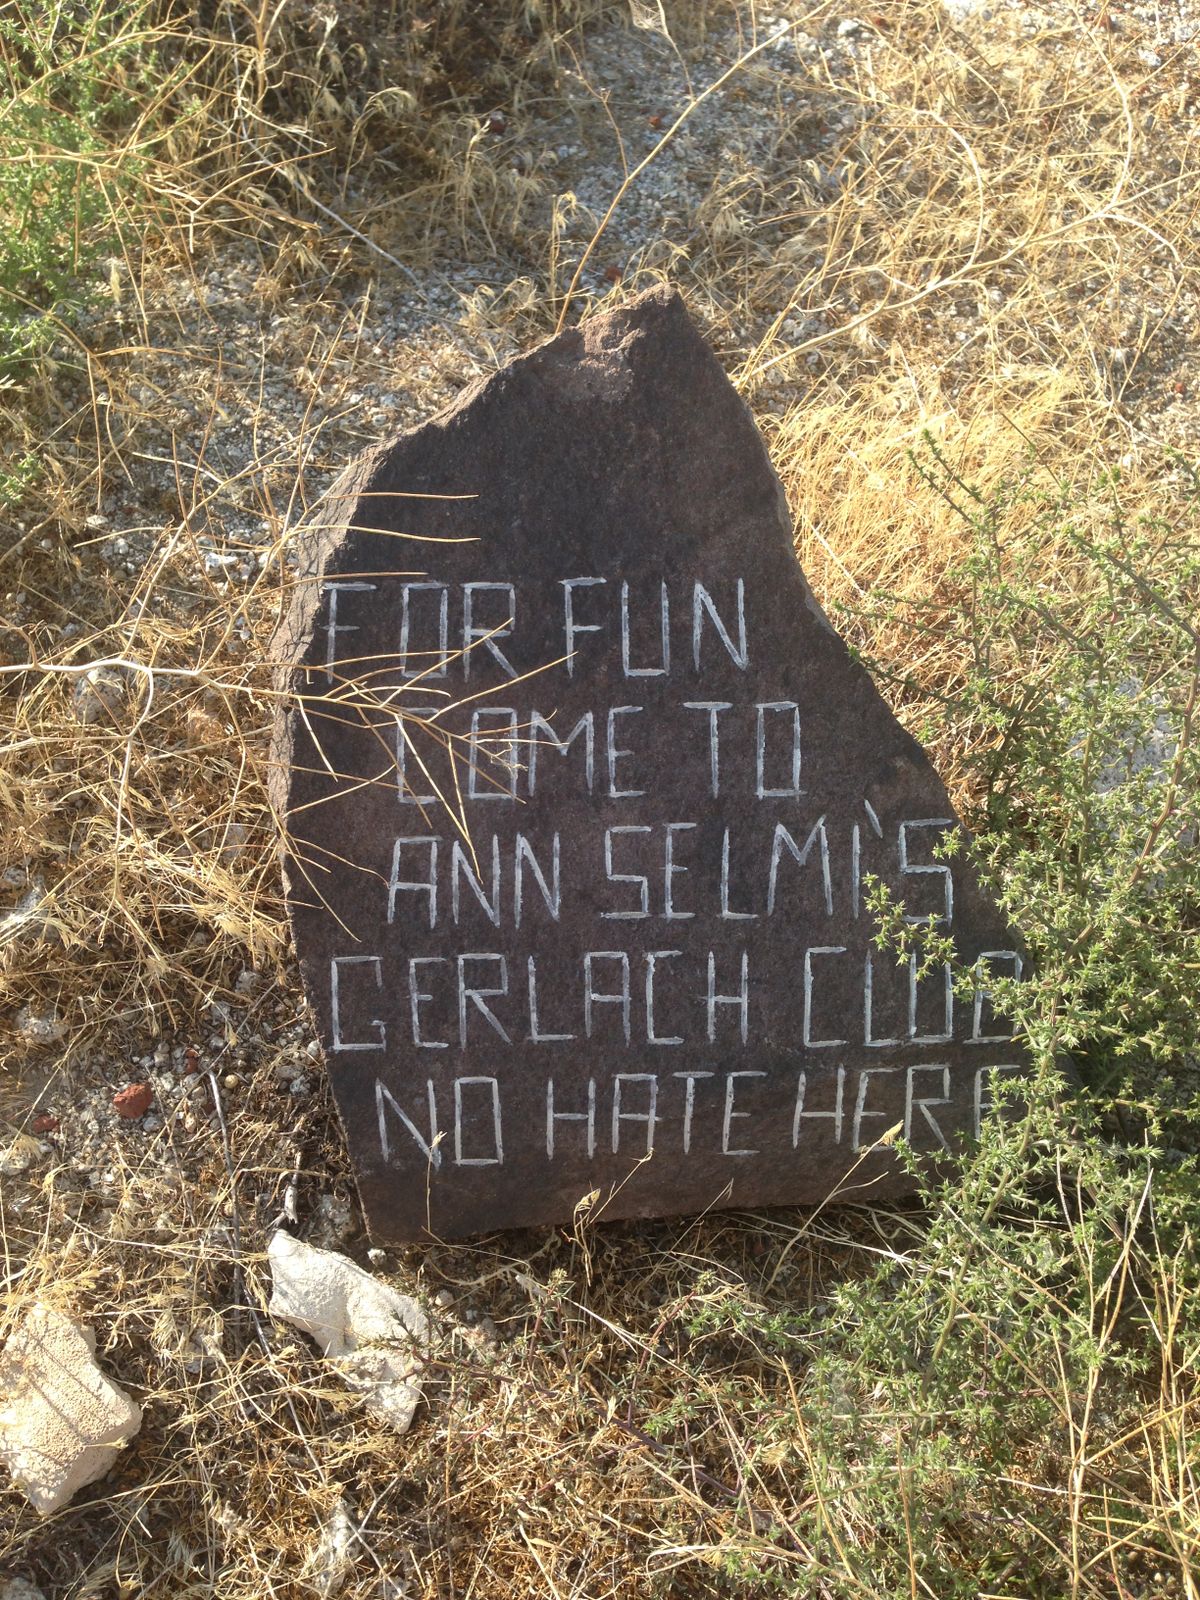 FOR FUN
COME TO
ANN SELMI'S
GERLACH CLUB
NO HATE HERE